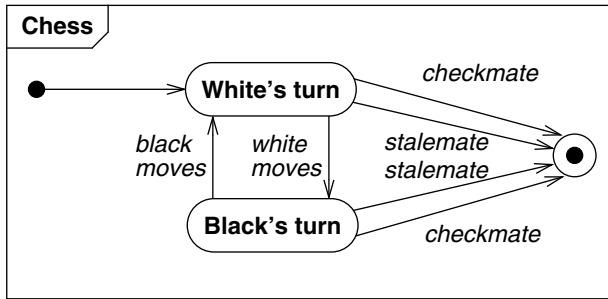 Chess
White's turn
checkmate
black
moves
white
moves
stalemate
stalemate
Black's turn
checkmate